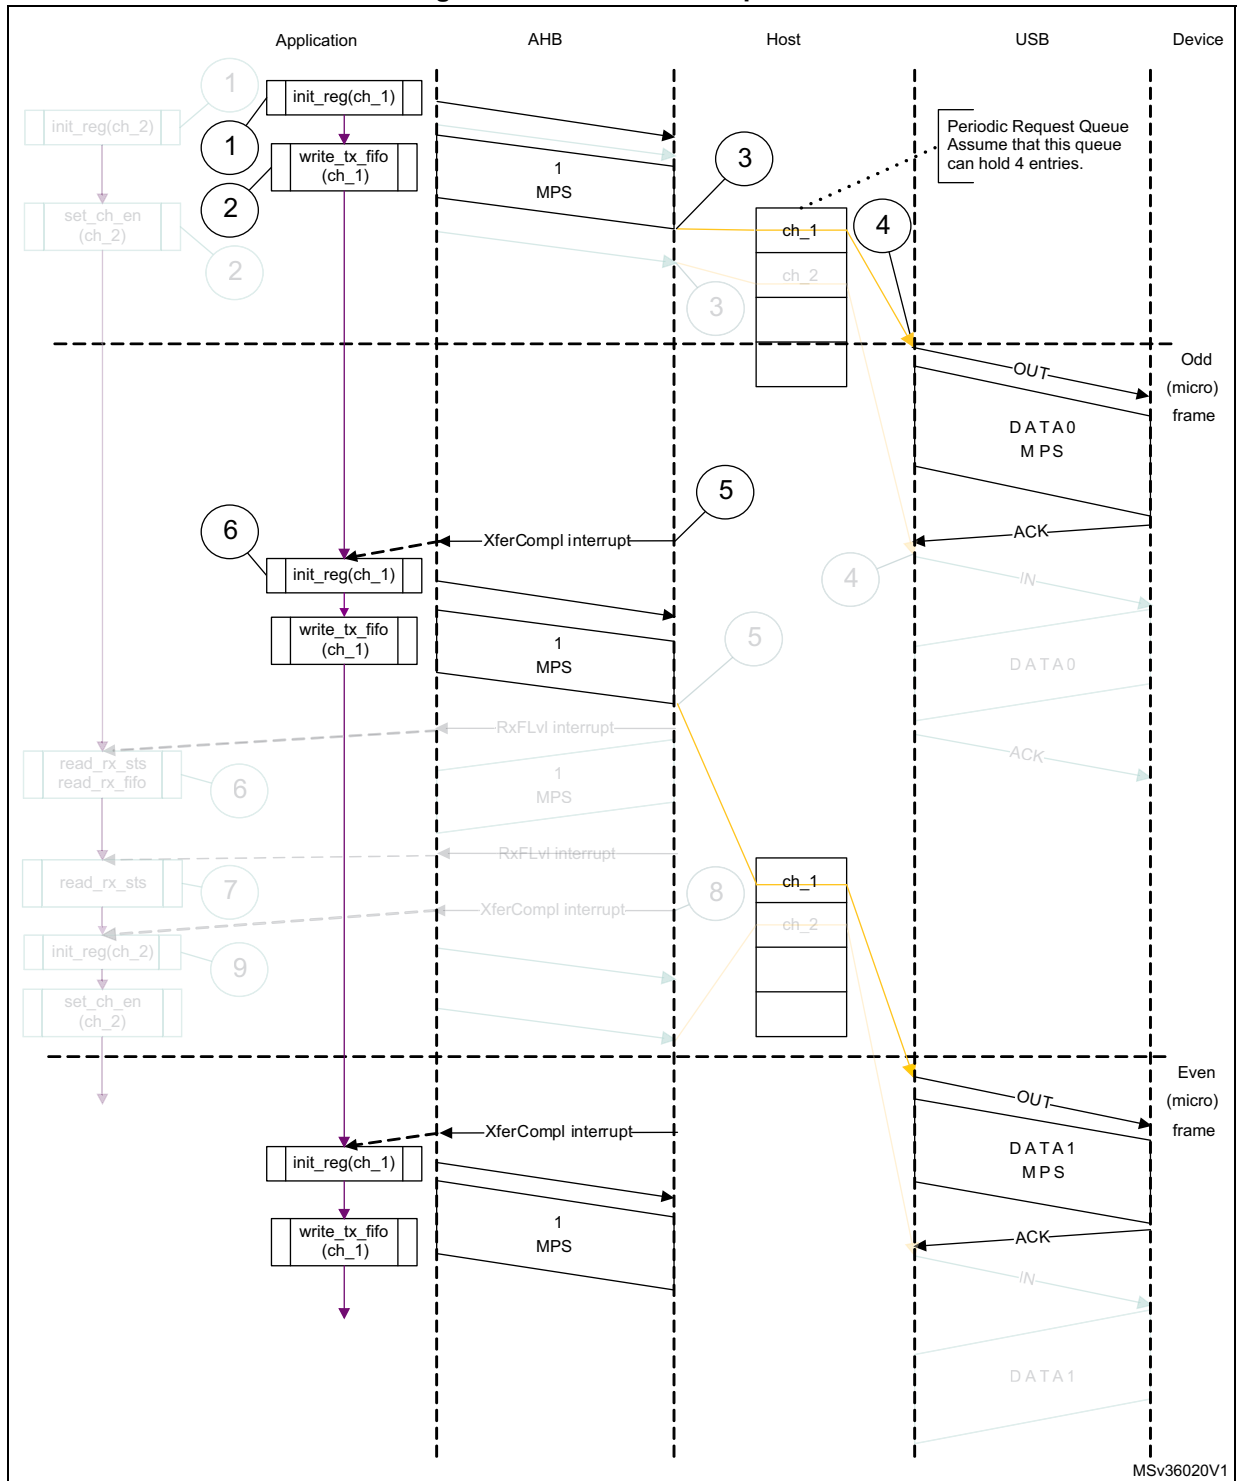 Application
AHB
Host
USB
Device
1
init_reg(ch_1)
init_reg(ch_2)
1
Periodic Request Queue
Assume that this queue
can hold 4 entries.
write_tx_fifo
(ch_1)
1
MPS
3
2
set_ch_en
(ch_2)
ch_1
4
2
ch_2
3
Odd
(micro)
frame
OUT
DATA0
MPS
5
6
XferCompl interrupt
ACK
init_reg(ch_1)
4
IN
write_tx_fifo
(ch_1)
1
MPS
5
DATA0
RxFLvl interrupt
ACK
read_rx_sts
read_rx_fifo
6
1
MPS
RxFLvl interrupt
read_rx_sts
7
8
ch_1
XferCompl interrupt
ch_2
init_reg(ch_2)
9
set_ch_en
(ch_2)
Even
(micro)
frame
OUT
XferCompl interrupt
DATA1
MPS
init_reg(ch_1)
write_tx_fifo
(ch_1)
1
MPS
ACK
IN
DATA1
MSv36020V1